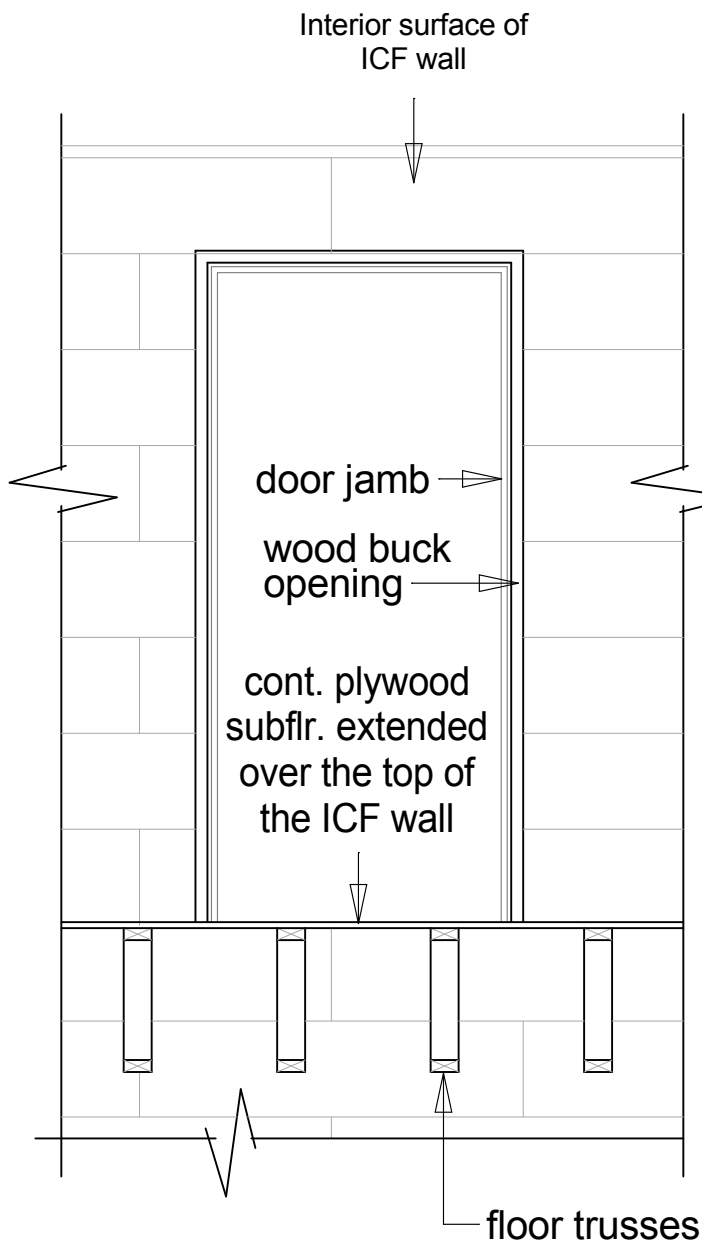 Interior surface of
ICF wall
door jamb
wood buck
opening
cont. plywood
subflr. extended
over the top of
the ICF wall
floor trusses